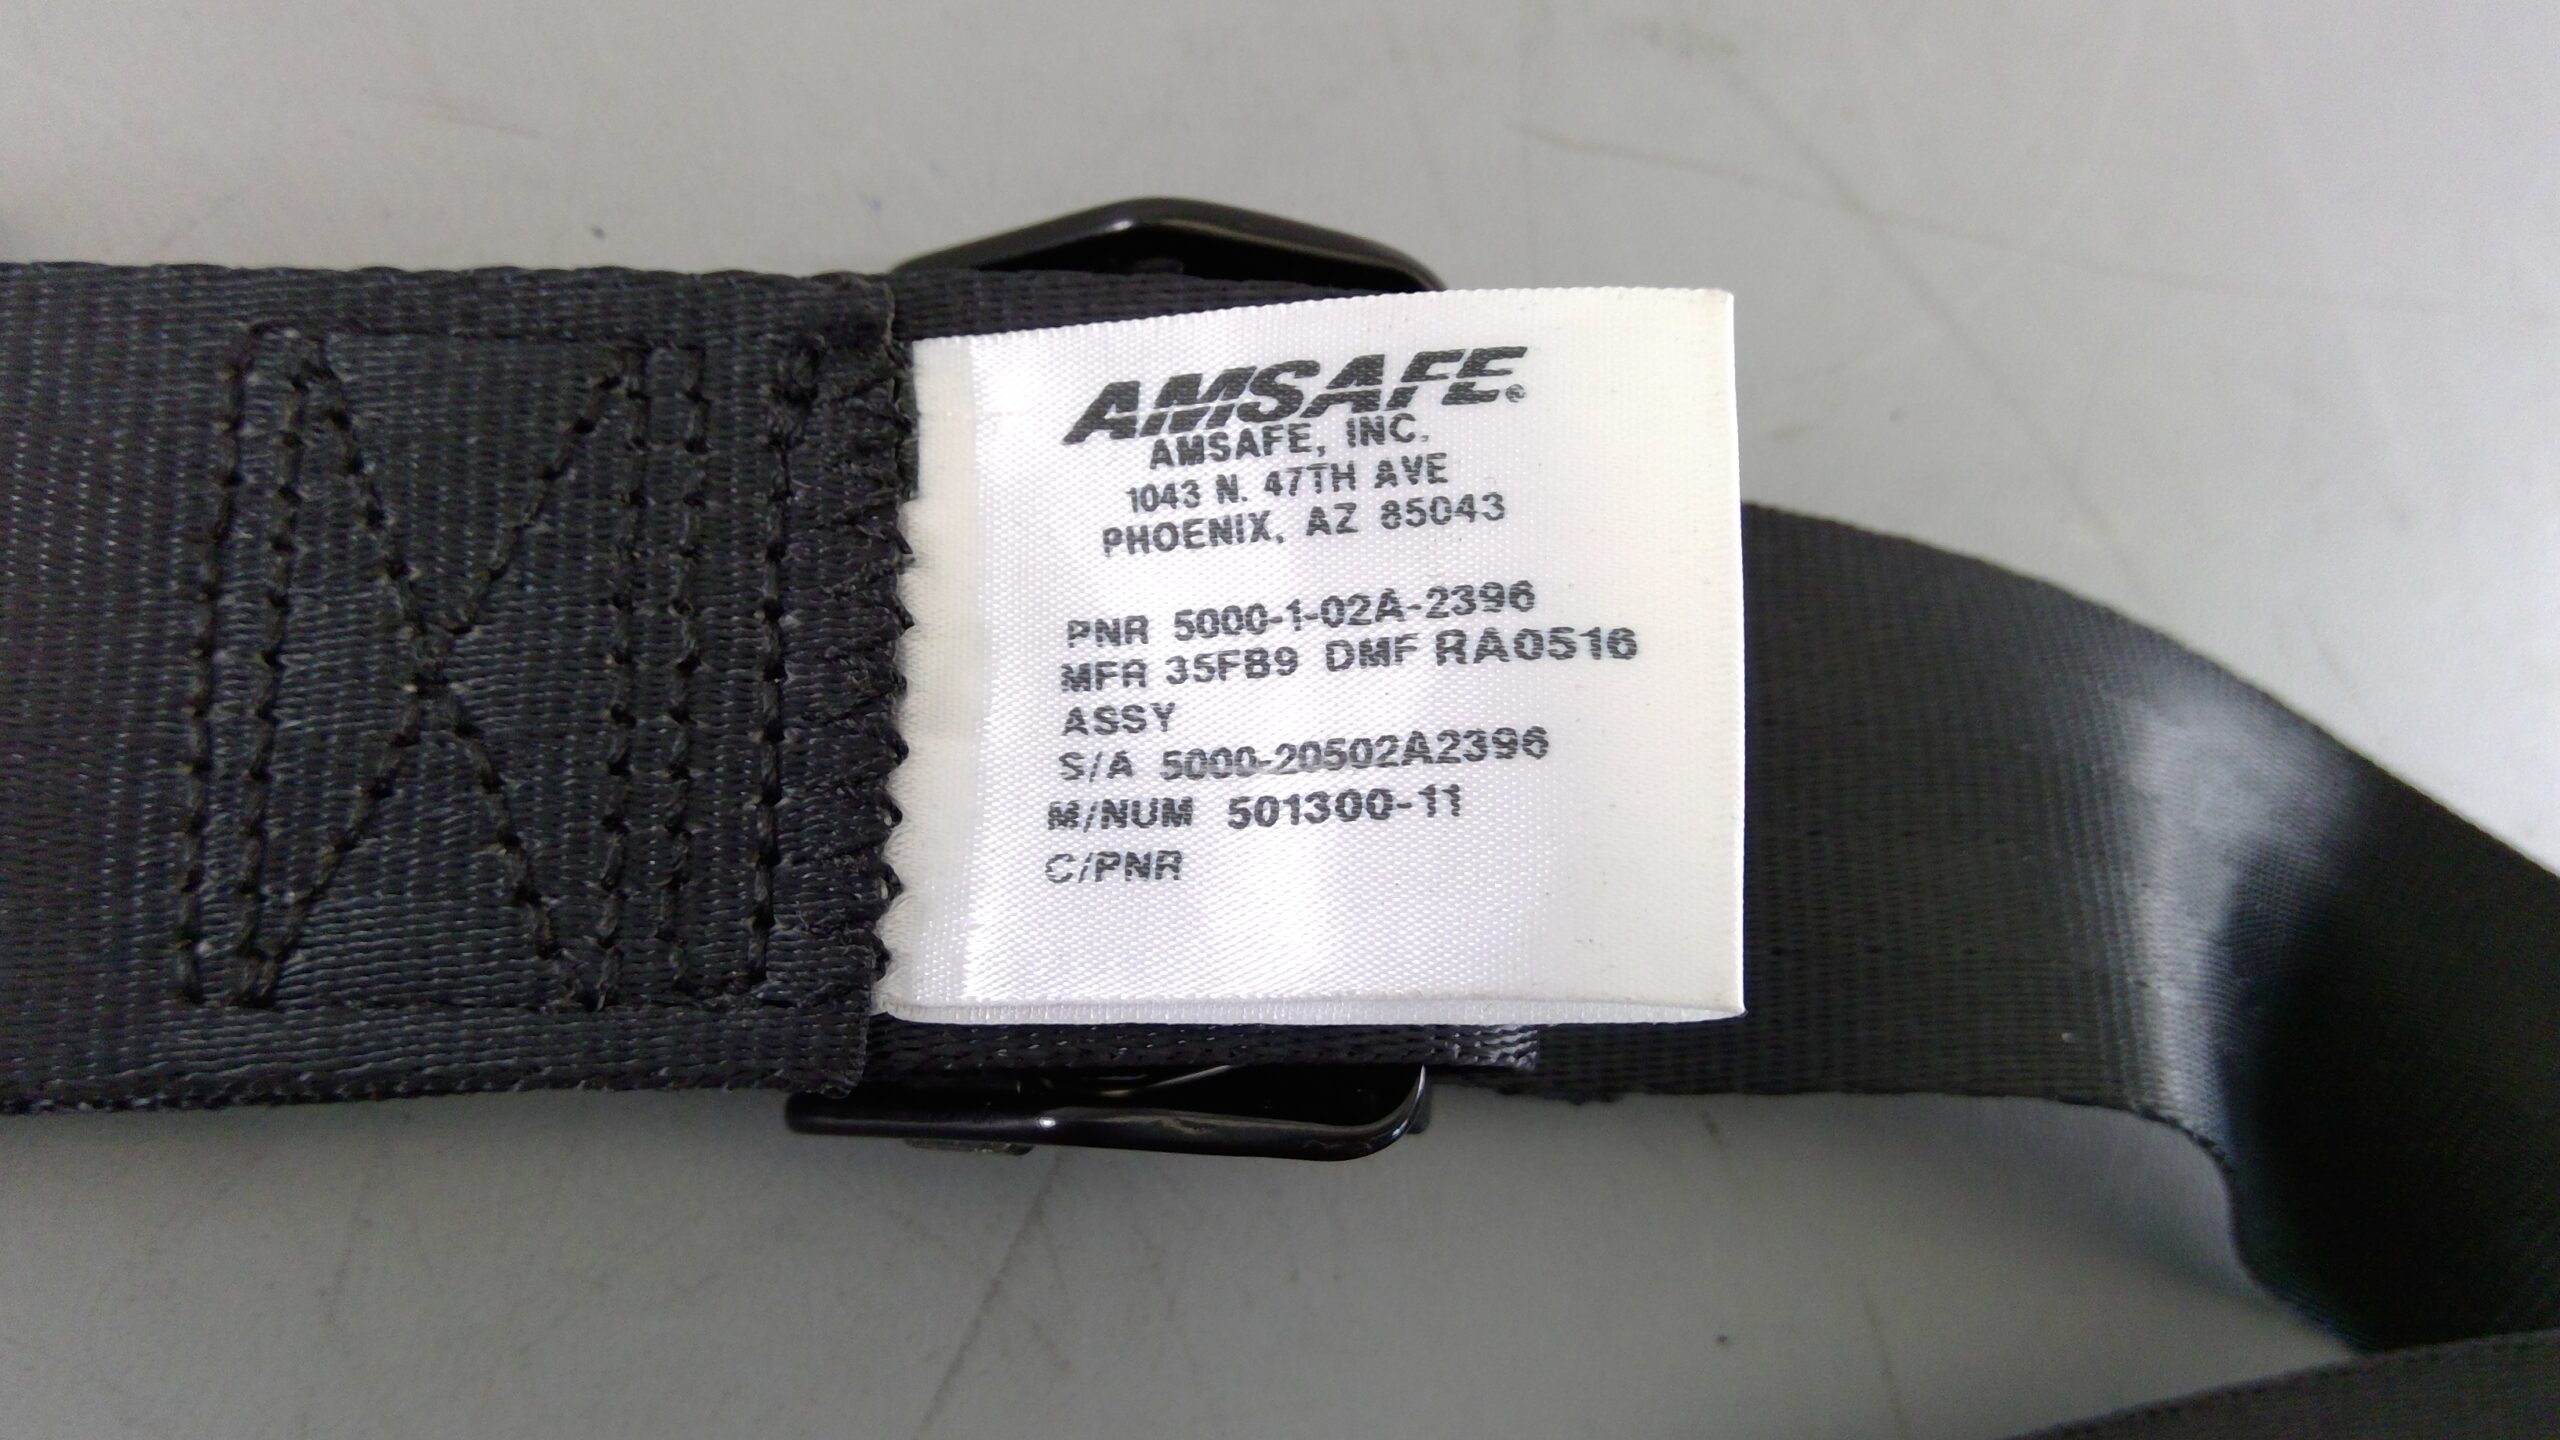 AMSAFE®
AMSAFE, INC.
1043 N. 47TH AVE
PHOENIX, AZ 85043
PNR 5000-1-02A-2396
MFR 35FB9 DMF RA0516
ASSY
S/A 5000-20502A2396
M/NUM 501300-11
C/PNR